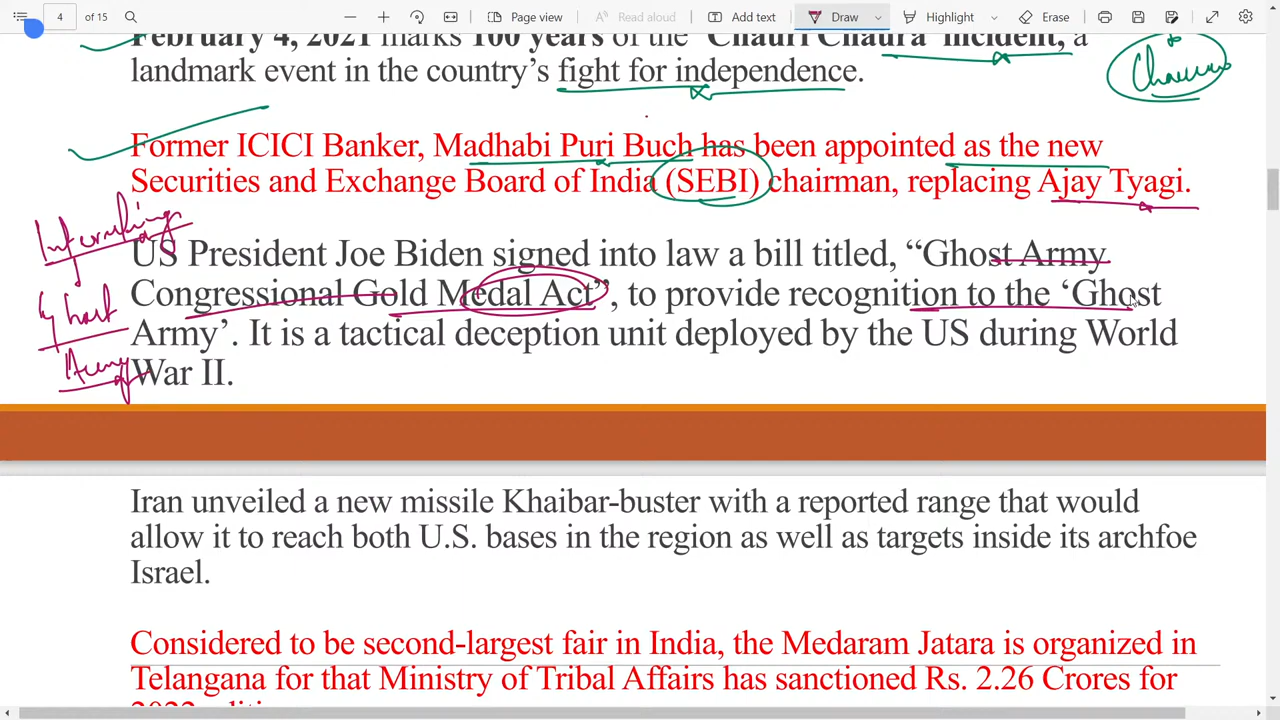 4 of 15 Page view Read aloud Add text Draw Highlight Erase
February 4, 2021 marks 100 years of the ‘Chauri Chaura’ incident, a
landmark event in the country’s fight for independence.
Former ICICI Banker, Madhabi Puri Buch has been appointed as the new
Securities and Exchange Board of India (SEBI) chairman, replacing Ajay Tyagi.
US President Joe Biden signed into law a bill titled, “Ghost Army
Congressional Gold Medal Act”, to provide recognition to the ‘Ghost
Army’. It is a tactical deception unit deployed by the US during World
War II.
Ghost
Army
Iran unveiled a new missile Khaibar-buster with a reported range that would
allow it to reach both U.S. bases in the region as well as targets inside its archfoe
Israel.
Considered to be second-largest fair in India, the Medaram Jatara is organized in
Telangana for that Ministry of Tribal Affairs has sanctioned Rs. 2.26 Crores for